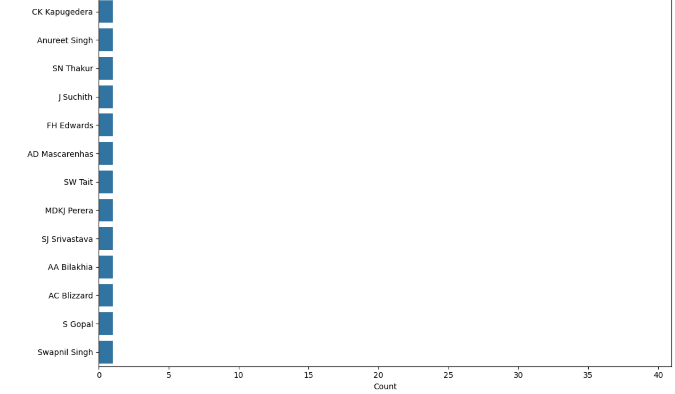 CK Kapugedera
Anureet Singh
SN Thakur
J Suchith
FH Edwards
AD Mascarenhas
SW Tait
MDKJ Perera
SJ Srivastava
AA Bilakhia
AC Blizzard
S Gopal
Swapnil Singh
0 5 10 15 20 25 30 35 40
Count